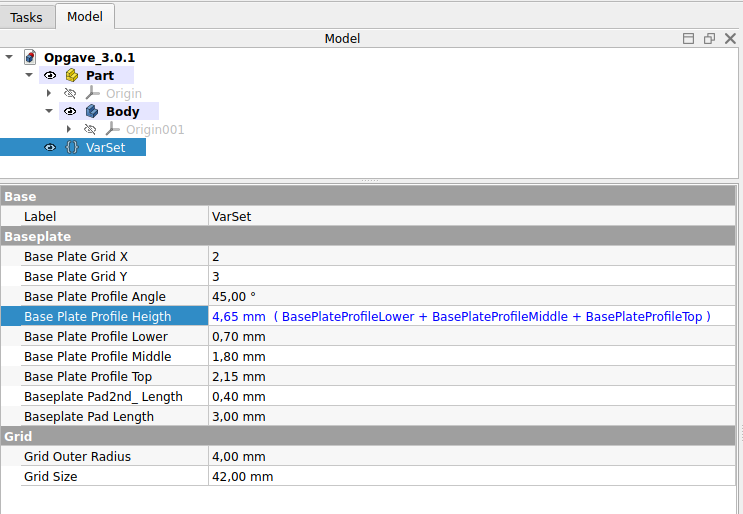 Tasks Model
Model
Opgave_3.0.1
Part
Origin
Body
Origin001
VarSet
Base
Label VarSet
Baseplate
Base Plate Grid X 2
Base Plate Grid Y 3
Base Plate Profile Angle 45,00 °
Base Plate Profile Heigth 4,65 mm ( BasePlateProfileLower + BasePlateProfileMiddle + BasePlateProfileTop )
Base Plate Profile Lower 0,70 mm
Base Plate Profile Middle 1,80 mm
Base Plate Profile Top 2,15 mm
Baseplate Pad2nd_ Length 0,40 mm
Baseplate Pad Length 3,00 mm
Grid
Grid Outer Radius 4,00 mm
Grid Size 42,00 mm